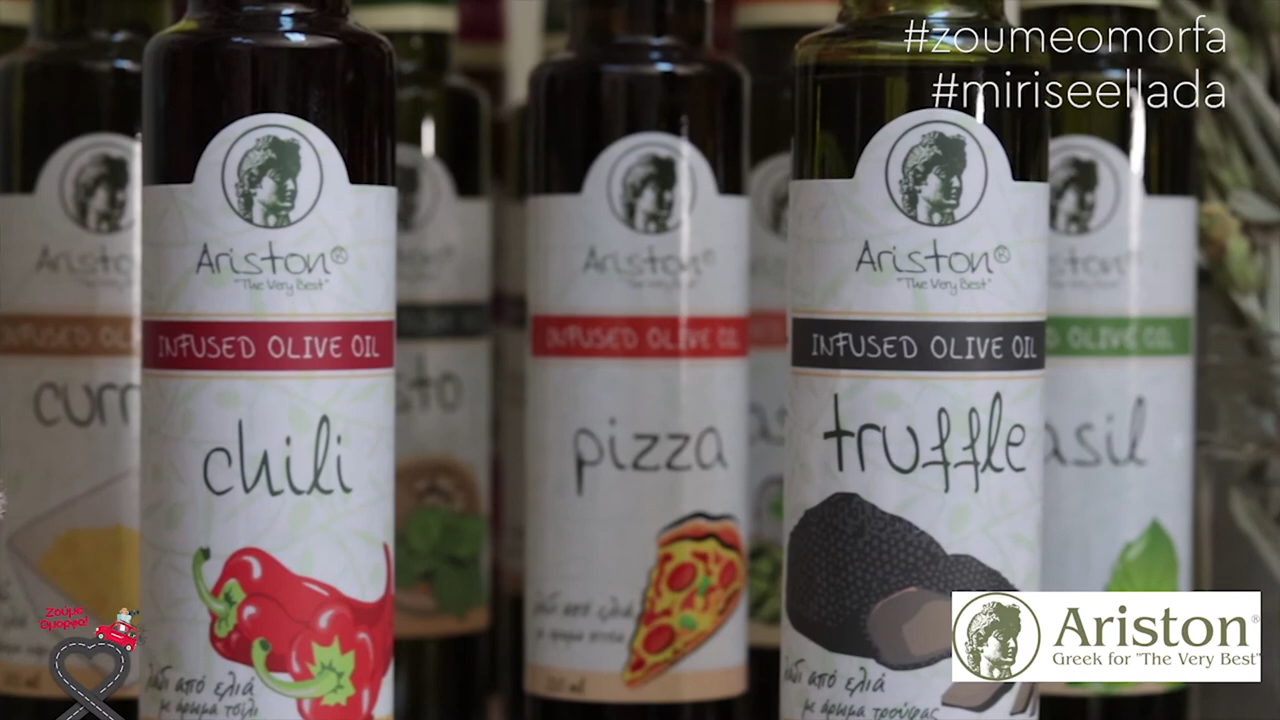 #zoumeomorfa
#miriseellada
Ariston®
"The Very Best"
INFUSED OLIVE OIL
chili
λάδι από ελιά
με άρωμα τσίλι
Ariston®
INFUSED OLIVE OIL
pizza
Ariston®
"The Very Best"
INFUSED OLIVE OIL
truffle
λάδι από ελιά
με άρωμα τρούφας
Ζούμε
Όμορφα!
Ariston®
Greek for "The Very Best"